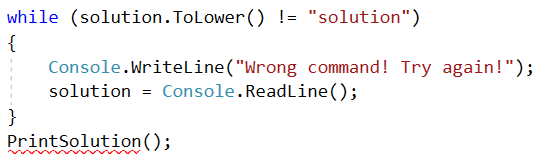 while (solution.ToLower() != "solution")
{
    Console.WriteLine("Wrong command! Try again!");
    solution = Console.ReadLine();
}
PrintSolution();